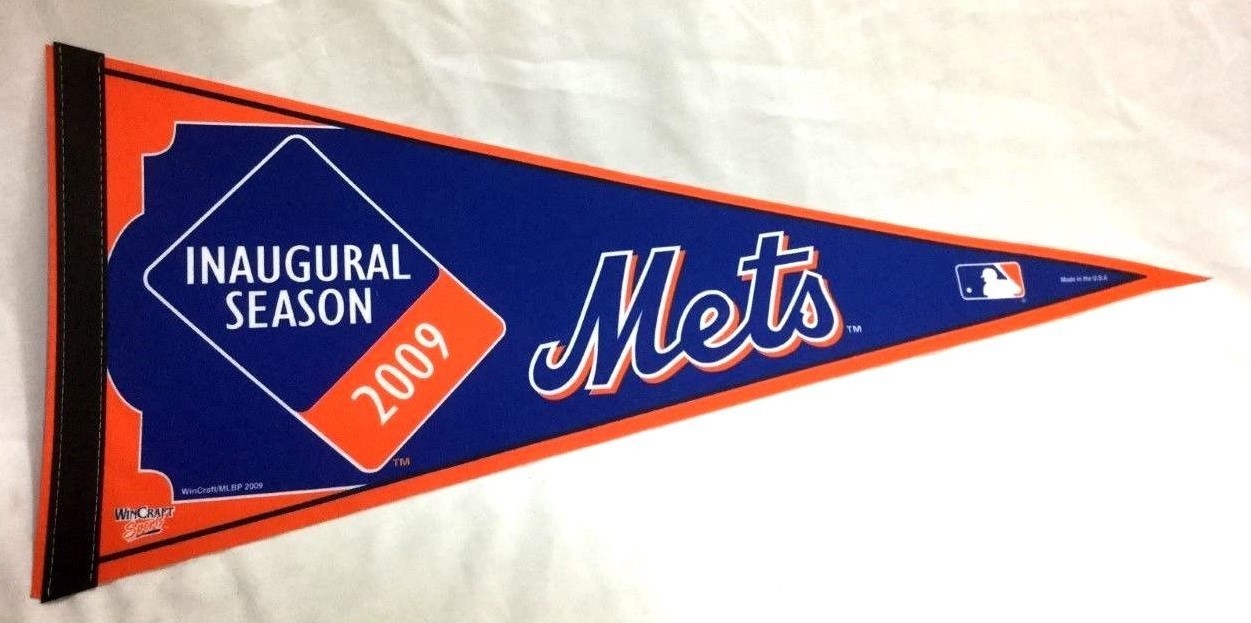 INAUGURAL
SEASON
2009
TM
Mets
TM
Made in the U.S.A
WinCraft/MLBP 2009
WINCRAFT
Sports